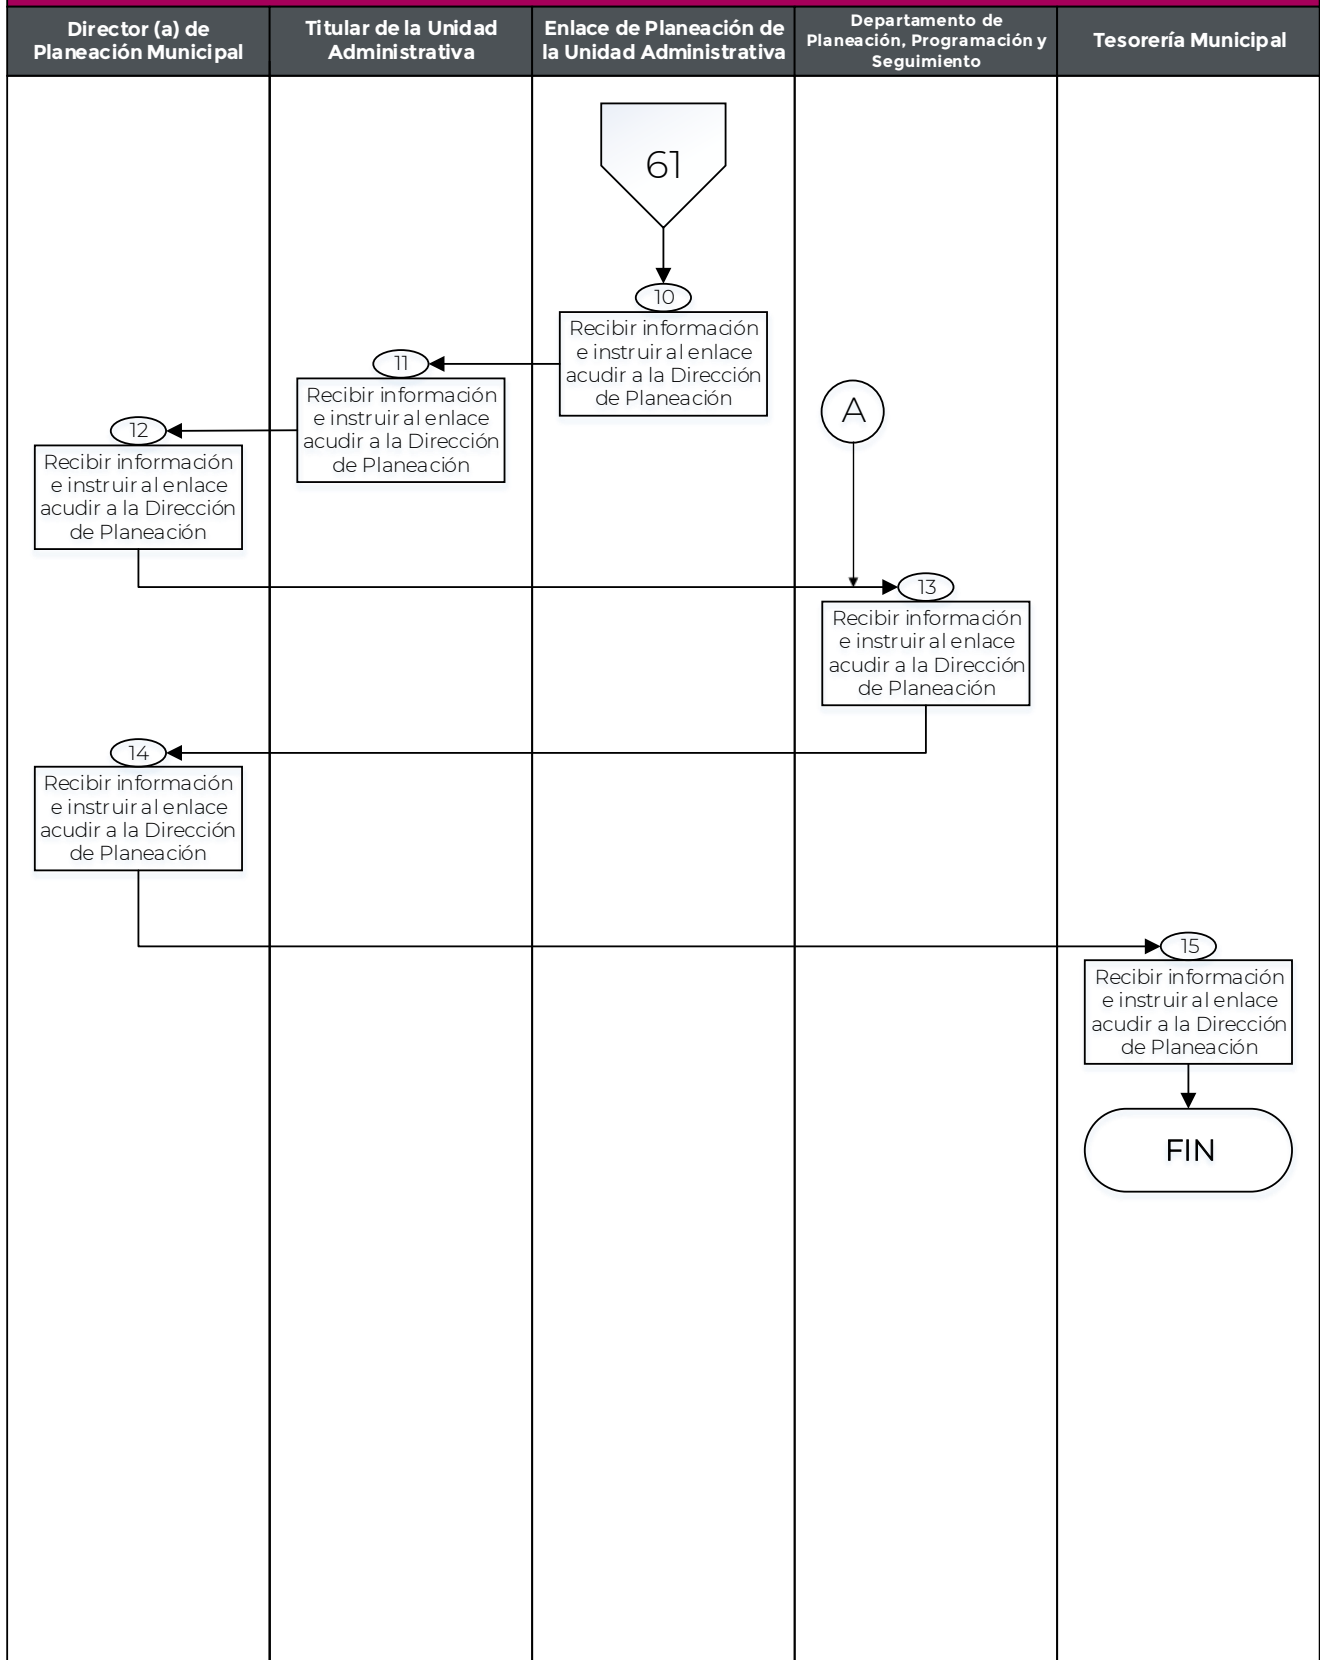 Director (a) de
Planeación Municipal
Titular de la Unidad
Administrativa
Enlace de Planeación de
la Unidad Administrativa
Departamento de
Planeación, Programación y
Seguimiento
Tesorería Municipal
61
10
Recibir información
e instruir al enlace
acudir a la Dirección
de Planeación
11
Recibir información
e instruir al enlace
acudir a la Dirección
de Planeación
A
12
Recibir información
e instruir al enlace
acudir a la Dirección
de Planeación
13
Recibir información
e instruir al enlace
acudir a la Dirección
de Planeación
14
Recibir información
e instruir al enlace
acudir a la Dirección
de Planeación
15
Recibir información
e instruir al enlace
acudir a la Dirección
de Planeación
FIN